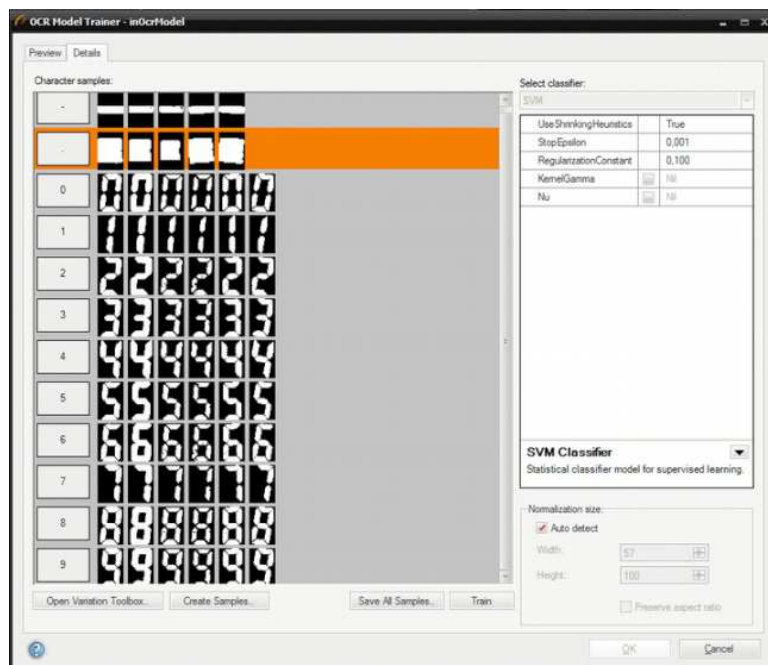 OCR Model Trainer - inOcrModel
Preview
Details
Character samples:
Select classifier:
SVM
-
.
0
1
2
3
4
5
6
7
8
9
UseShrinkingHeuristics True
StopEpsilon 0,001
RegularizationConstant 0,100
KernelGamma Nil
Nu Nil
SVM Classifier
Statistical classifier model for supervised learning.
Normalization size:
Auto detect
Width: 57
Height: 100
Preserve aspect ratio
Open Variation Toolbox...
Create Samples...
Save All Samples...
Train
OK
Cancel